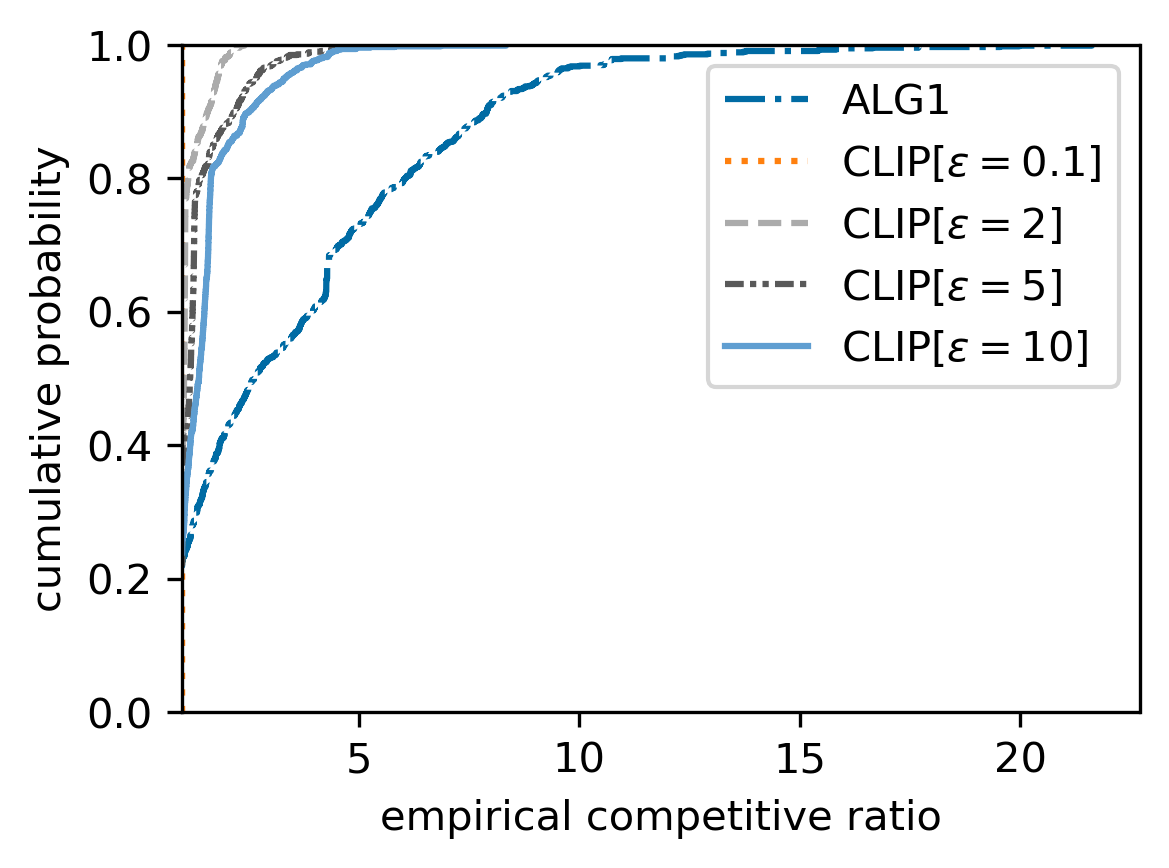 1.0
0.8
0.6
0.4
0.2
0.0
cumulative probability
ALG1
CLIP[ε = 0.1]
CLIP[ε = 2]
CLIP[ε = 5]
CLIP[ε = 10]
5 10 15 20
empirical competitive ratio